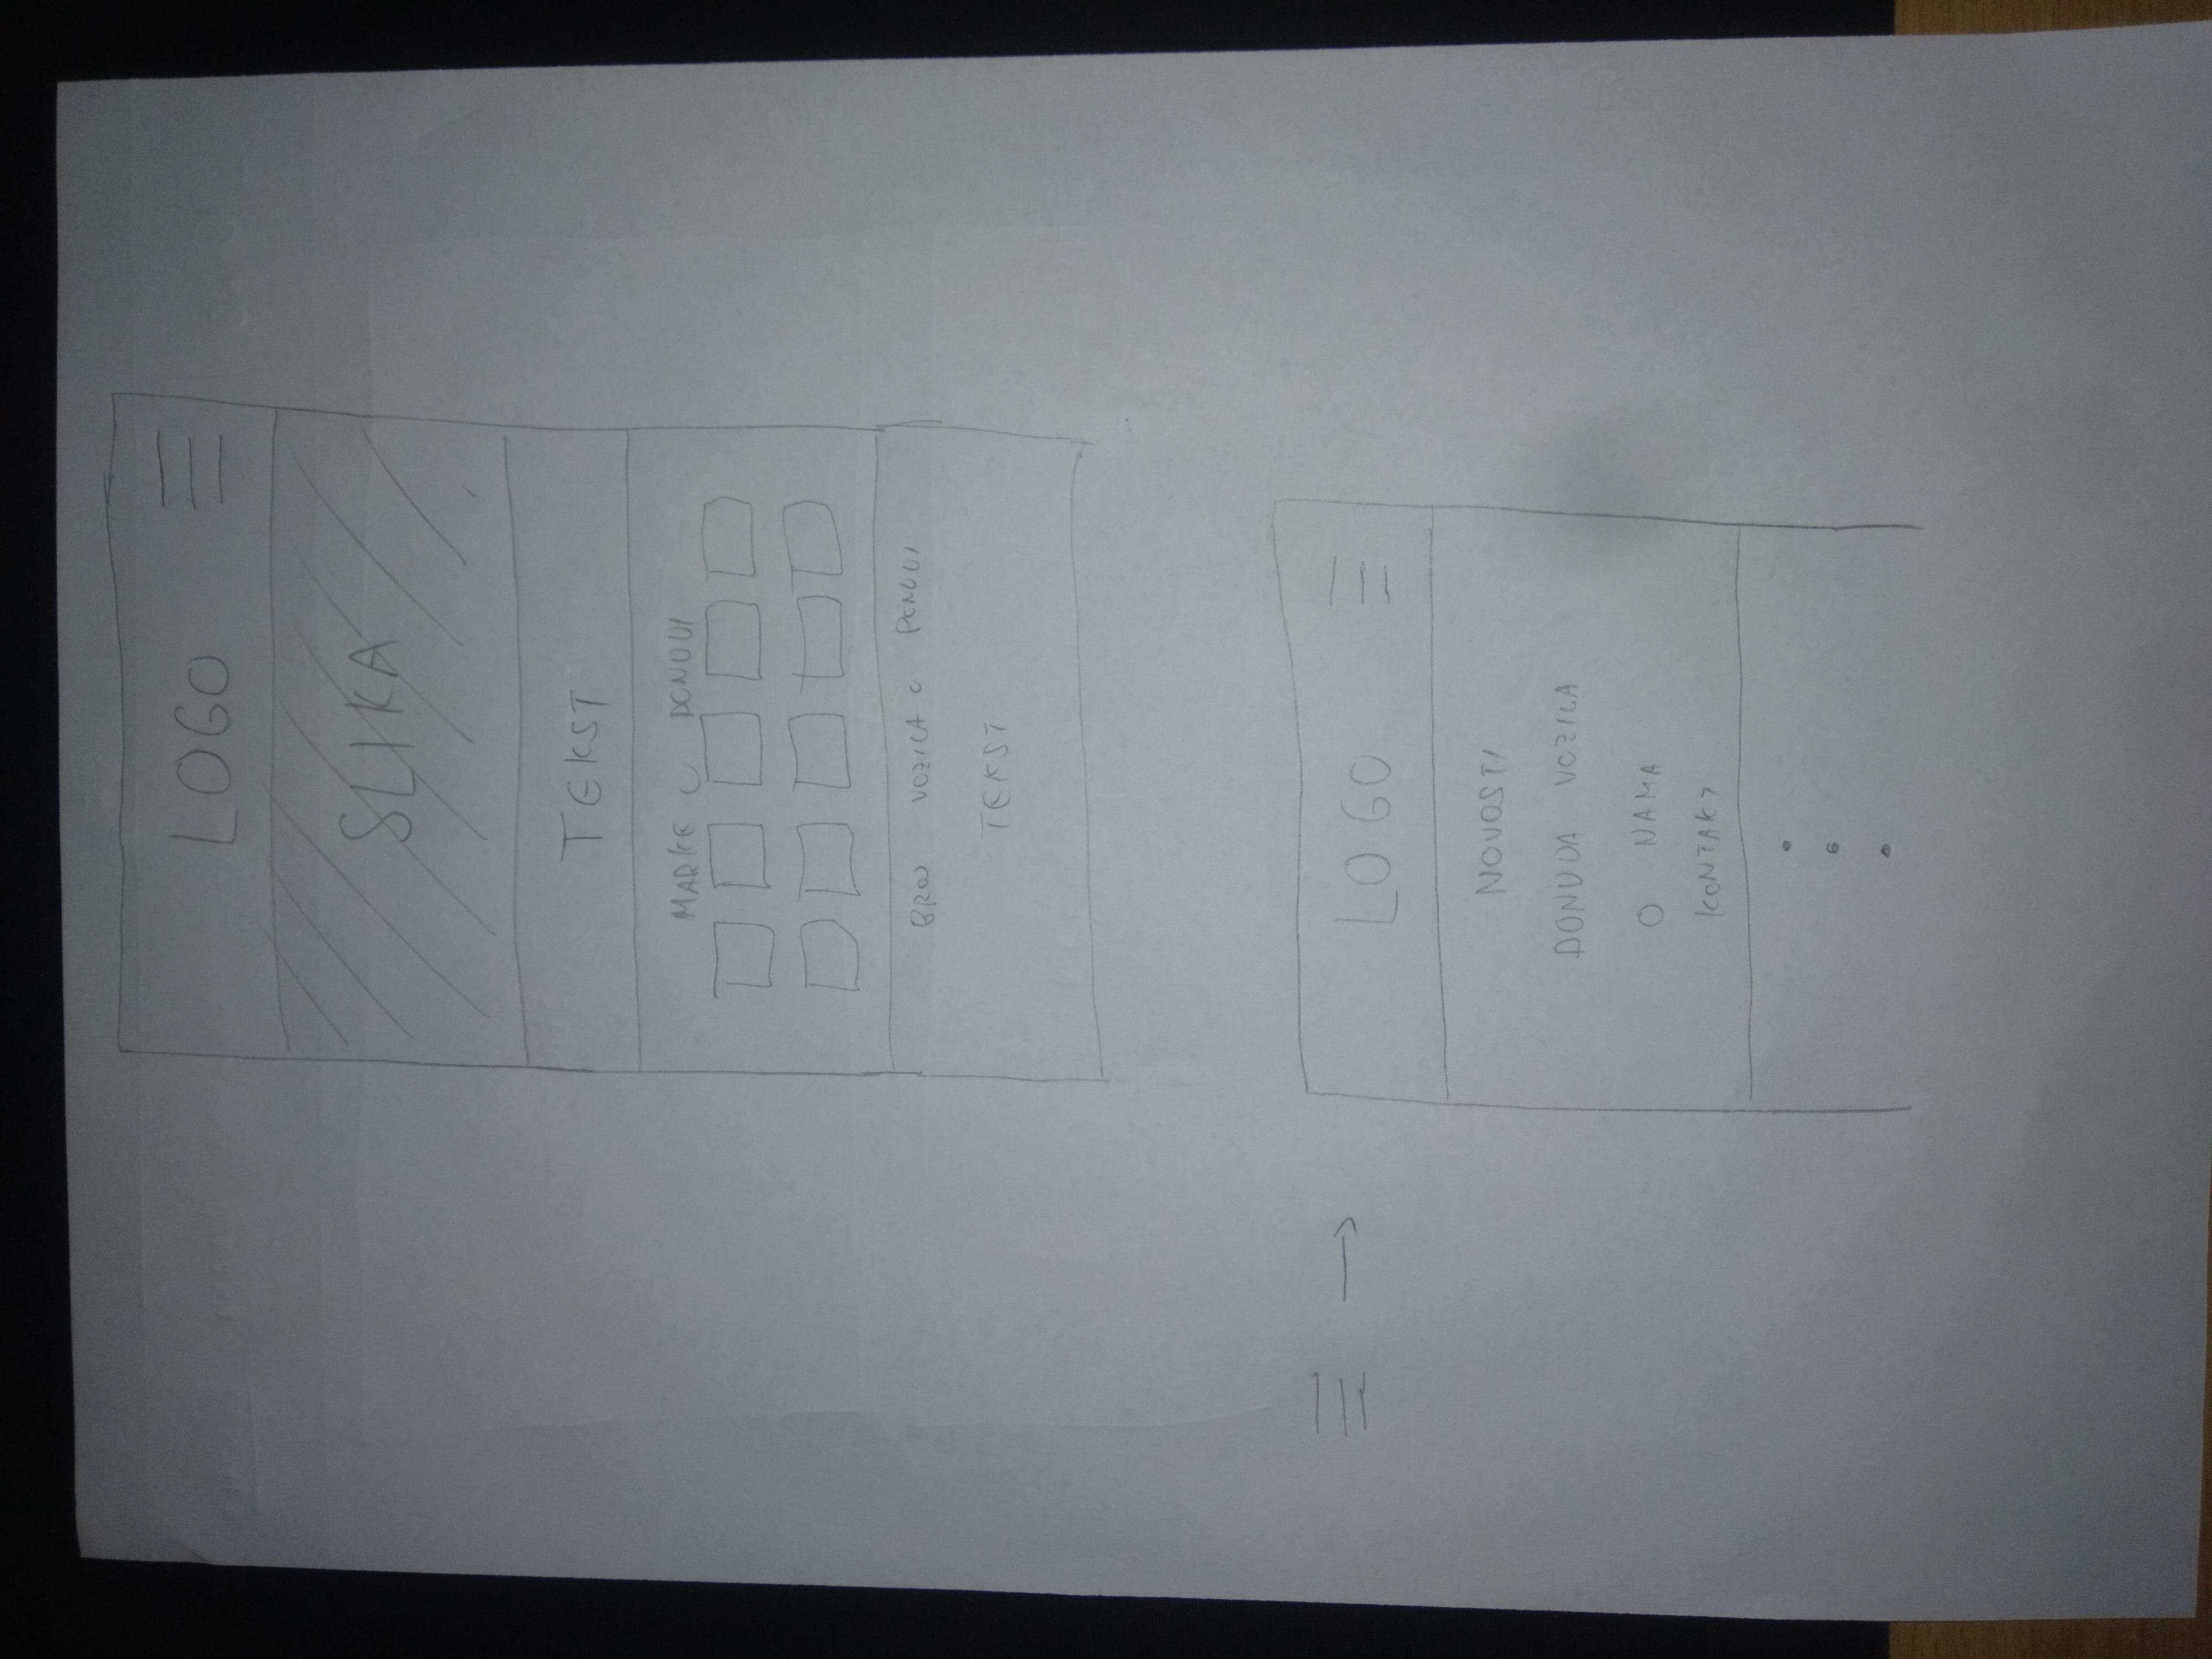 LOGO
SLIKA
TEKST
MARKE U PONUDI
BROJ VOZILA U PONUDI
TEKST
LOGO
NOVOSTI
PONUDA VOZILA
O NAMA
KONTAKT